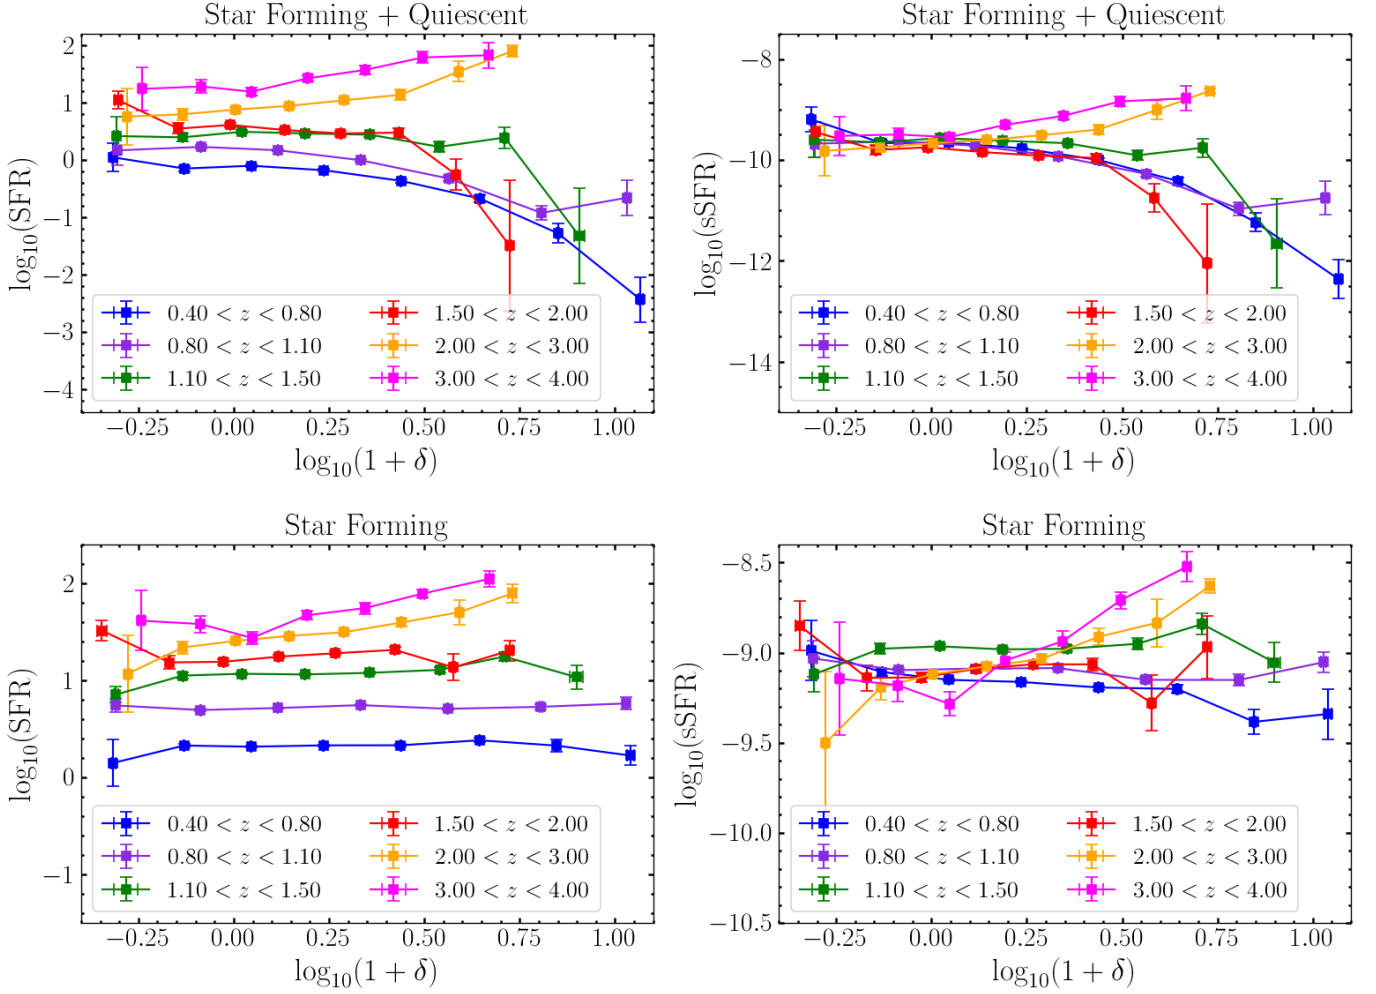 Star Forming + Quiescent
log₁₀(SFR)
2
1
0
−1
−2
−3
−4
0.40 < z < 0.80
0.80 < z < 1.10
1.10 < z < 1.50
1.50 < z < 2.00
2.00 < z < 3.00
3.00 < z < 4.00
−0.25 0.00 0.25 0.50 0.75 1.00
log₁₀(1 + δ)
Star Forming + Quiescent
log₁₀(sSFR)
−8
−10
−12
−14
0.40 < z < 0.80
0.80 < z < 1.10
1.10 < z < 1.50
1.50 < z < 2.00
2.00 < z < 3.00
3.00 < z < 4.00
−0.25 0.00 0.25 0.50 0.75 1.00
log₁₀(1 + δ)
Star Forming
log₁₀(SFR)
2
1
0
−1
0.40 < z < 0.80
0.80 < z < 1.10
1.10 < z < 1.50
1.50 < z < 2.00
2.00 < z < 3.00
3.00 < z < 4.00
−0.25 0.00 0.25 0.50 0.75 1.00
log₁₀(1 + δ)
Star Forming
log₁₀(sSFR)
−8.5
−9.0
−9.5
−10.0
−10.5
0.40 < z < 0.80
0.80 < z < 1.10
1.10 < z < 1.50
1.50 < z < 2.00
2.00 < z < 3.00
3.00 < z < 4.00
−0.25 0.00 0.25 0.50 0.75 1.00
log₁₀(1 + δ)